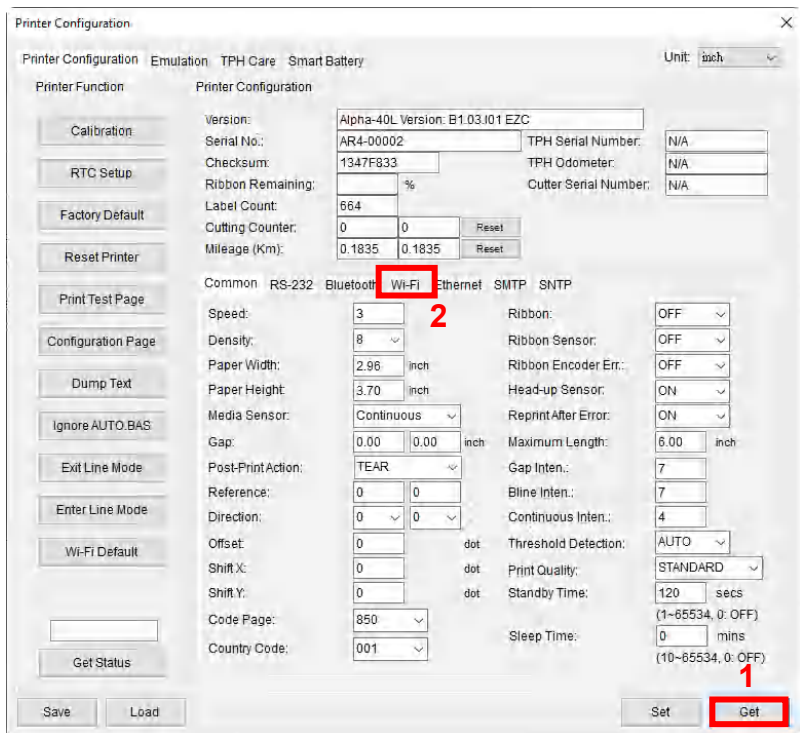 Printer Configuration
Printer Configuration Emulation TPH Care Smart Battery Unit: inch
Printer Function Printer Configuration
Calibration
RTC Setup
Factory Default
Reset Printer
Print Test Page
Configuration Page
Dump Text
Ignore AUTO.BAS
Exit Line Mode
Enter Line Mode
Wi-Fi Default
Get Status
Version: Alpha-40L Version: B1.03.I01 EZC
Serial No.: AR4-00002 TPH Serial Number: N/A
Checksum: 1347F833 TPH Odometer: N/A
Ribbon Remaining: % Cutter Serial Number: N/A
Label Count: 664
Cutting Counter: 0 0 Reset
Mileage (Km): 0.1835 0.1835 Reset
Common RS-232 Bluetooth Wi-Fi Ethernet SMTP SNTP
2
Speed: 3 Ribbon: OFF
Density: 8 Ribbon Sensor: OFF
Paper Width: 2.96 inch Ribbon Encoder Err.: OFF
Paper Height: 3.70 inch Head-up Sensor: ON
Media Sensor: Continuous Reprint After Error: ON
Gap: 0.00 0.00 inch Maximum Length: 6.00 inch
Post-Print Action: TEAR Gap Inten.: 7
Reference: 0 0 Bline Inten.: 7
Direction: 0 0 Continuous Inten.: 4
Offset: 0 dot Threshold Detection: AUTO
Shift X: 0 dot Print Quality: STANDARD
Shift Y: 0 dot Standby Time: 120 secs
(1~65534, 0: OFF)
Code Page: 850
Sleep Time: 0 mins
Country Code: 001
(10~65534, 0: OFF)
1
Save Load Set Get